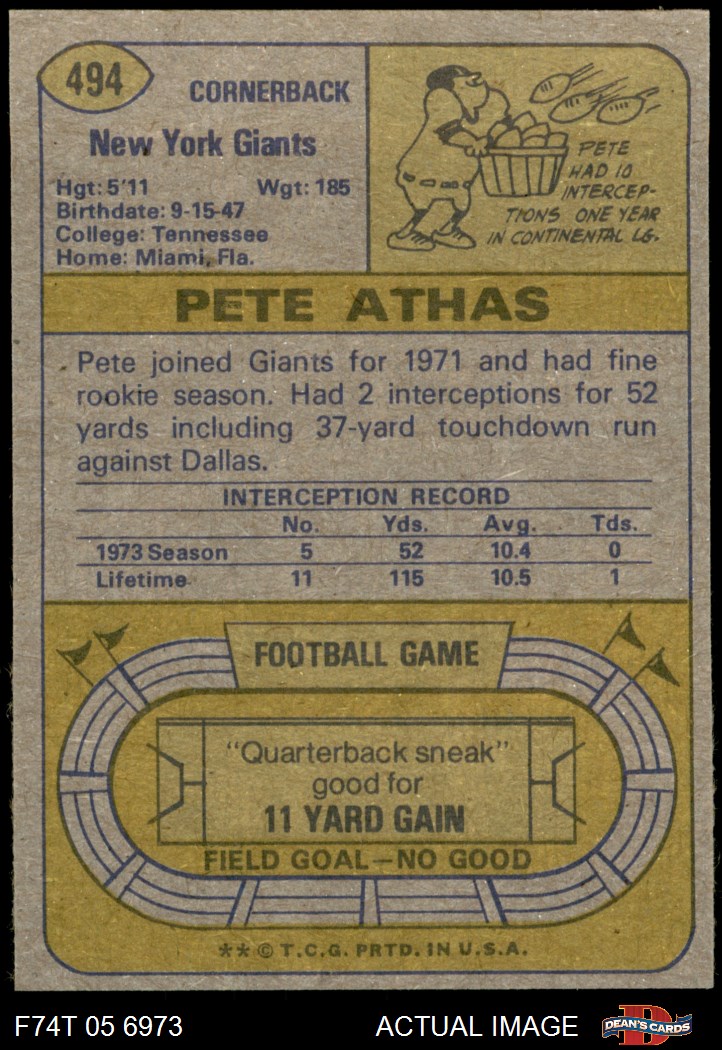 494
CORNERBACK
New York Giants
Hgt: 5'11 Wgt: 185
Birthdate: 9-15-47
College: Tennessee
Home: Miami, Fla.
PETE
HAD 10
INTERCEP-
TIONS ONE YEAR
IN CONTINENTAL LG.
PETE ATHAS
Pete joined Giants for 1971 and had fine
rookie season. Had 2 interceptions for 52
yards including 37-yard touchdown run
against Dallas.
INTERCEPTION RECORD
No. Yds. Avg. Tds.
1973 Season 5 52 10.4 0
Lifetime 11 115 10.5 1
FOOTBALL GAME
"Quarterback sneak"
good for
11 YARD GAIN
FIELD GOAL—NO GOOD
**© T.C.G. PRTD. IN U.S.A.
F74T 05 6973 ACTUAL IMAGE DEAN'S CARDS